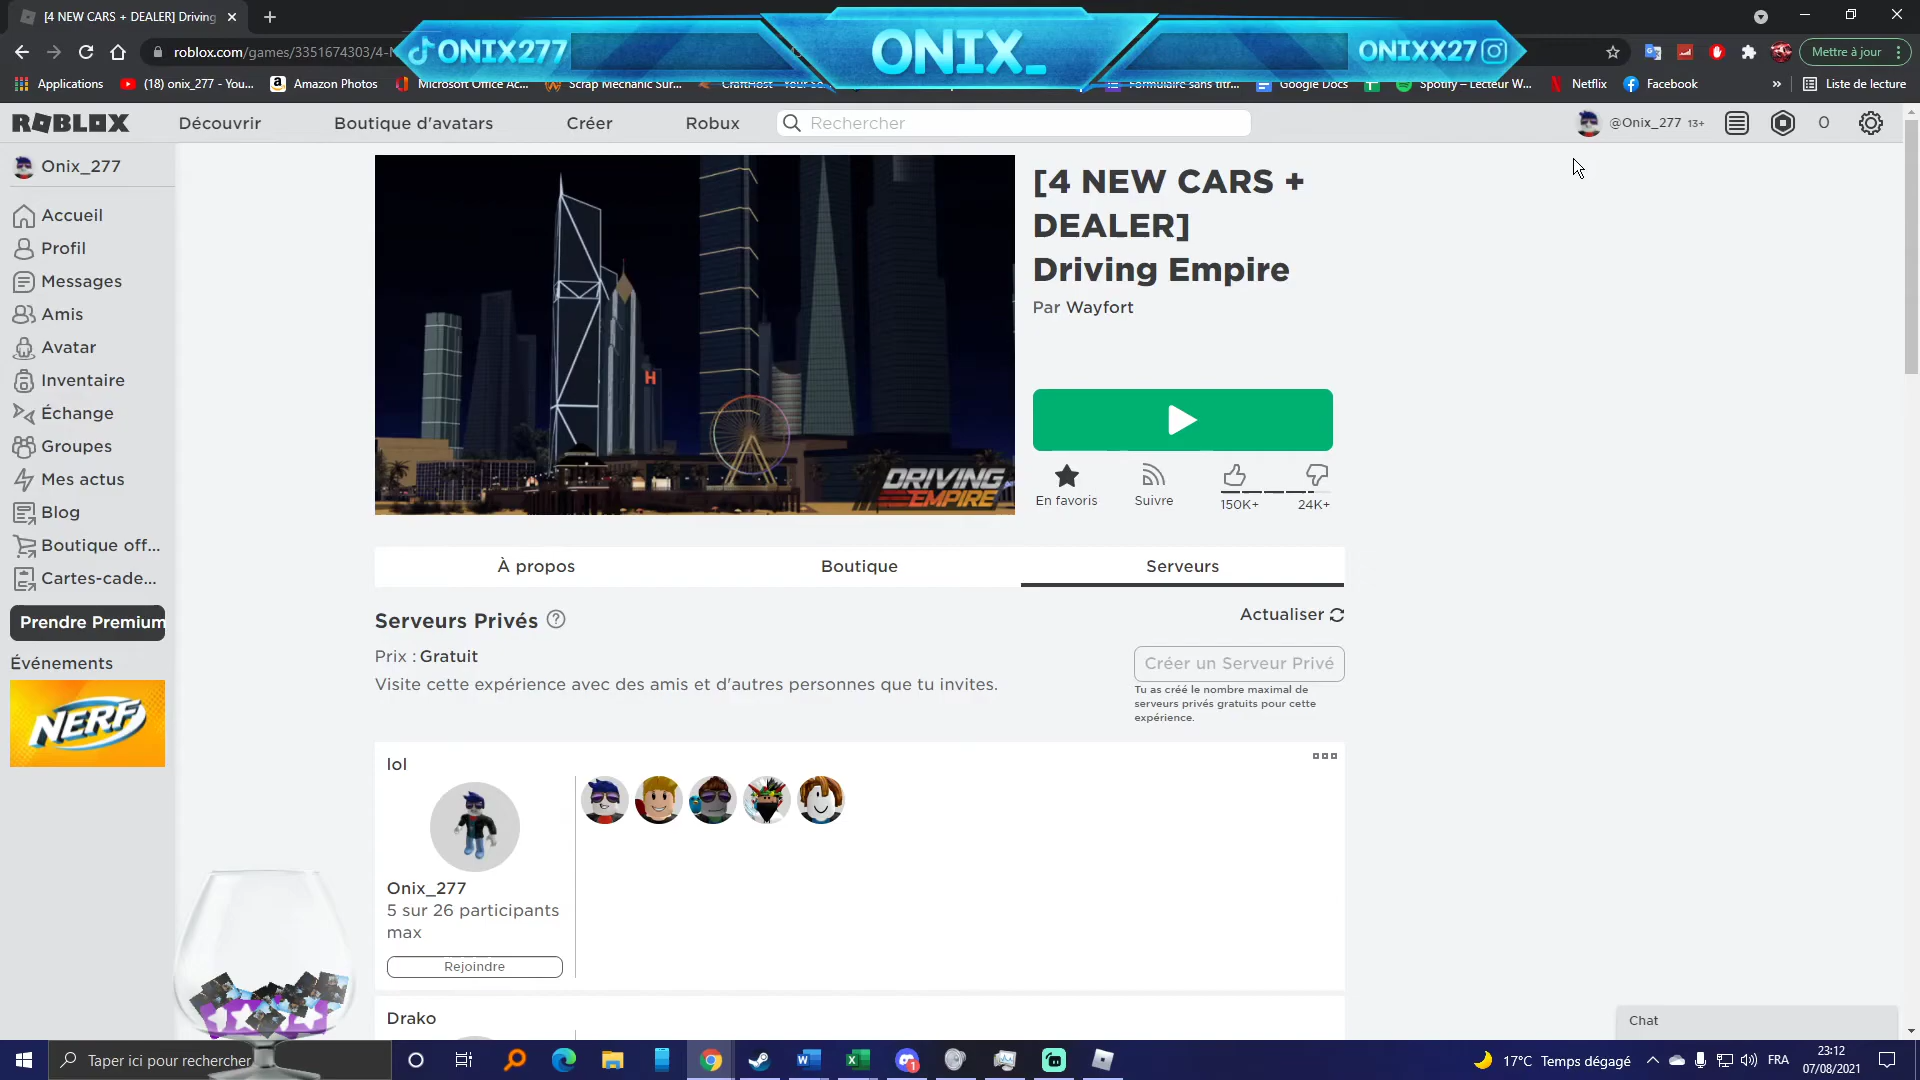 [4 NEW CARS + DEALER] Driving
roblox.com/games/3351674303/4-
ONIX277
ONIX_
ONIXX27
Mettre à jour
Applications
(18) onix_277 - You...
Amazon Photos
Microsoft Office Ac...
Scrap Mechanic Sur...
Formulaire sans titr...
Google Docs
Spotify – Lecteur W...
Netflix
Facebook
»
Liste de lecture
ROBLOX
Découvrir
Boutique d'avatars
Créer
Robux
Rechercher
@Onix_277 13+
0
Onix_277
Accueil
Profil
Messages
Amis
Avatar
Inventaire
Échange
Groupes
Mes actus
Blog
Boutique off...
Cartes-cade...
Prendre Premium
Événements
NERF
H
DRIVING
EMPIRE
[4 NEW CARS +
DEALER]
Driving Empire
Par Wayfort
En favoris
Suivre
150K+
24K+
À propos
Boutique
Serveurs
Serveurs Privés
Actualiser
Prix : Gratuit
Visite cette expérience avec des amis et d'autres personnes que tu invites.
Créer un Serveur Privé
Tu as créé le nombre maximal de
serveurs privés gratuits pour cette
expérience.
lol
Onix_277
5 sur 26 participants
max
Rejoindre
Drako
Chat
Taper ici pour rechercher
17°C Temps dégagé
FRA
23:12
07/08/2021